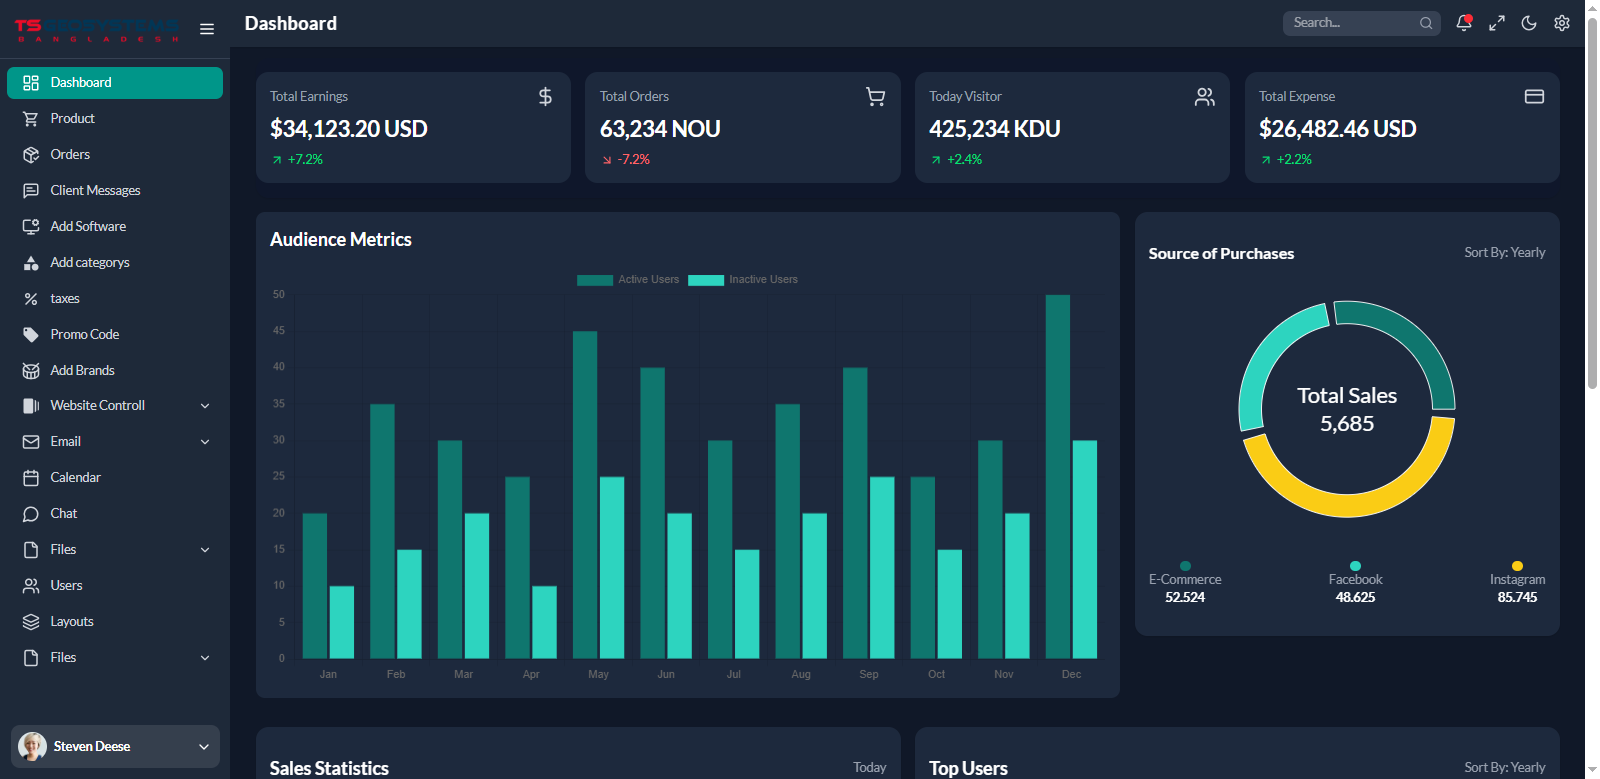 TS GEOSYSTEMS
BANGLADESH
Dashboard
Search...
Dashboard
Product
Orders
Client Messages
Add Software
Add categorys
taxes
Promo Code
Add Brands
Website Controll
Email
Calendar
Chat
Files
Users
Layouts
Files
Steven Deese
Total Earnings
$34,123.20 USD
+7.2%
Total Orders
63,234 NOU
-7.2%
Today Visitor
425,234 KDU
+2.4%
Total Expense
$26,482.46 USD
+2.2%
Audience Metrics
Active Users Inactive Users
50
45
40
35
30
25
20
15
10
5
0
Jan Feb Mar Apr May Jun Jul Aug Sep Oct Nov Dec
Source of Purchases Sort By: Yearly
Total Sales
5,685
E-Commerce Facebook Instagram
52.524 48.625 85.745
Sales Statistics Today
Top Users Sort By: Yearly